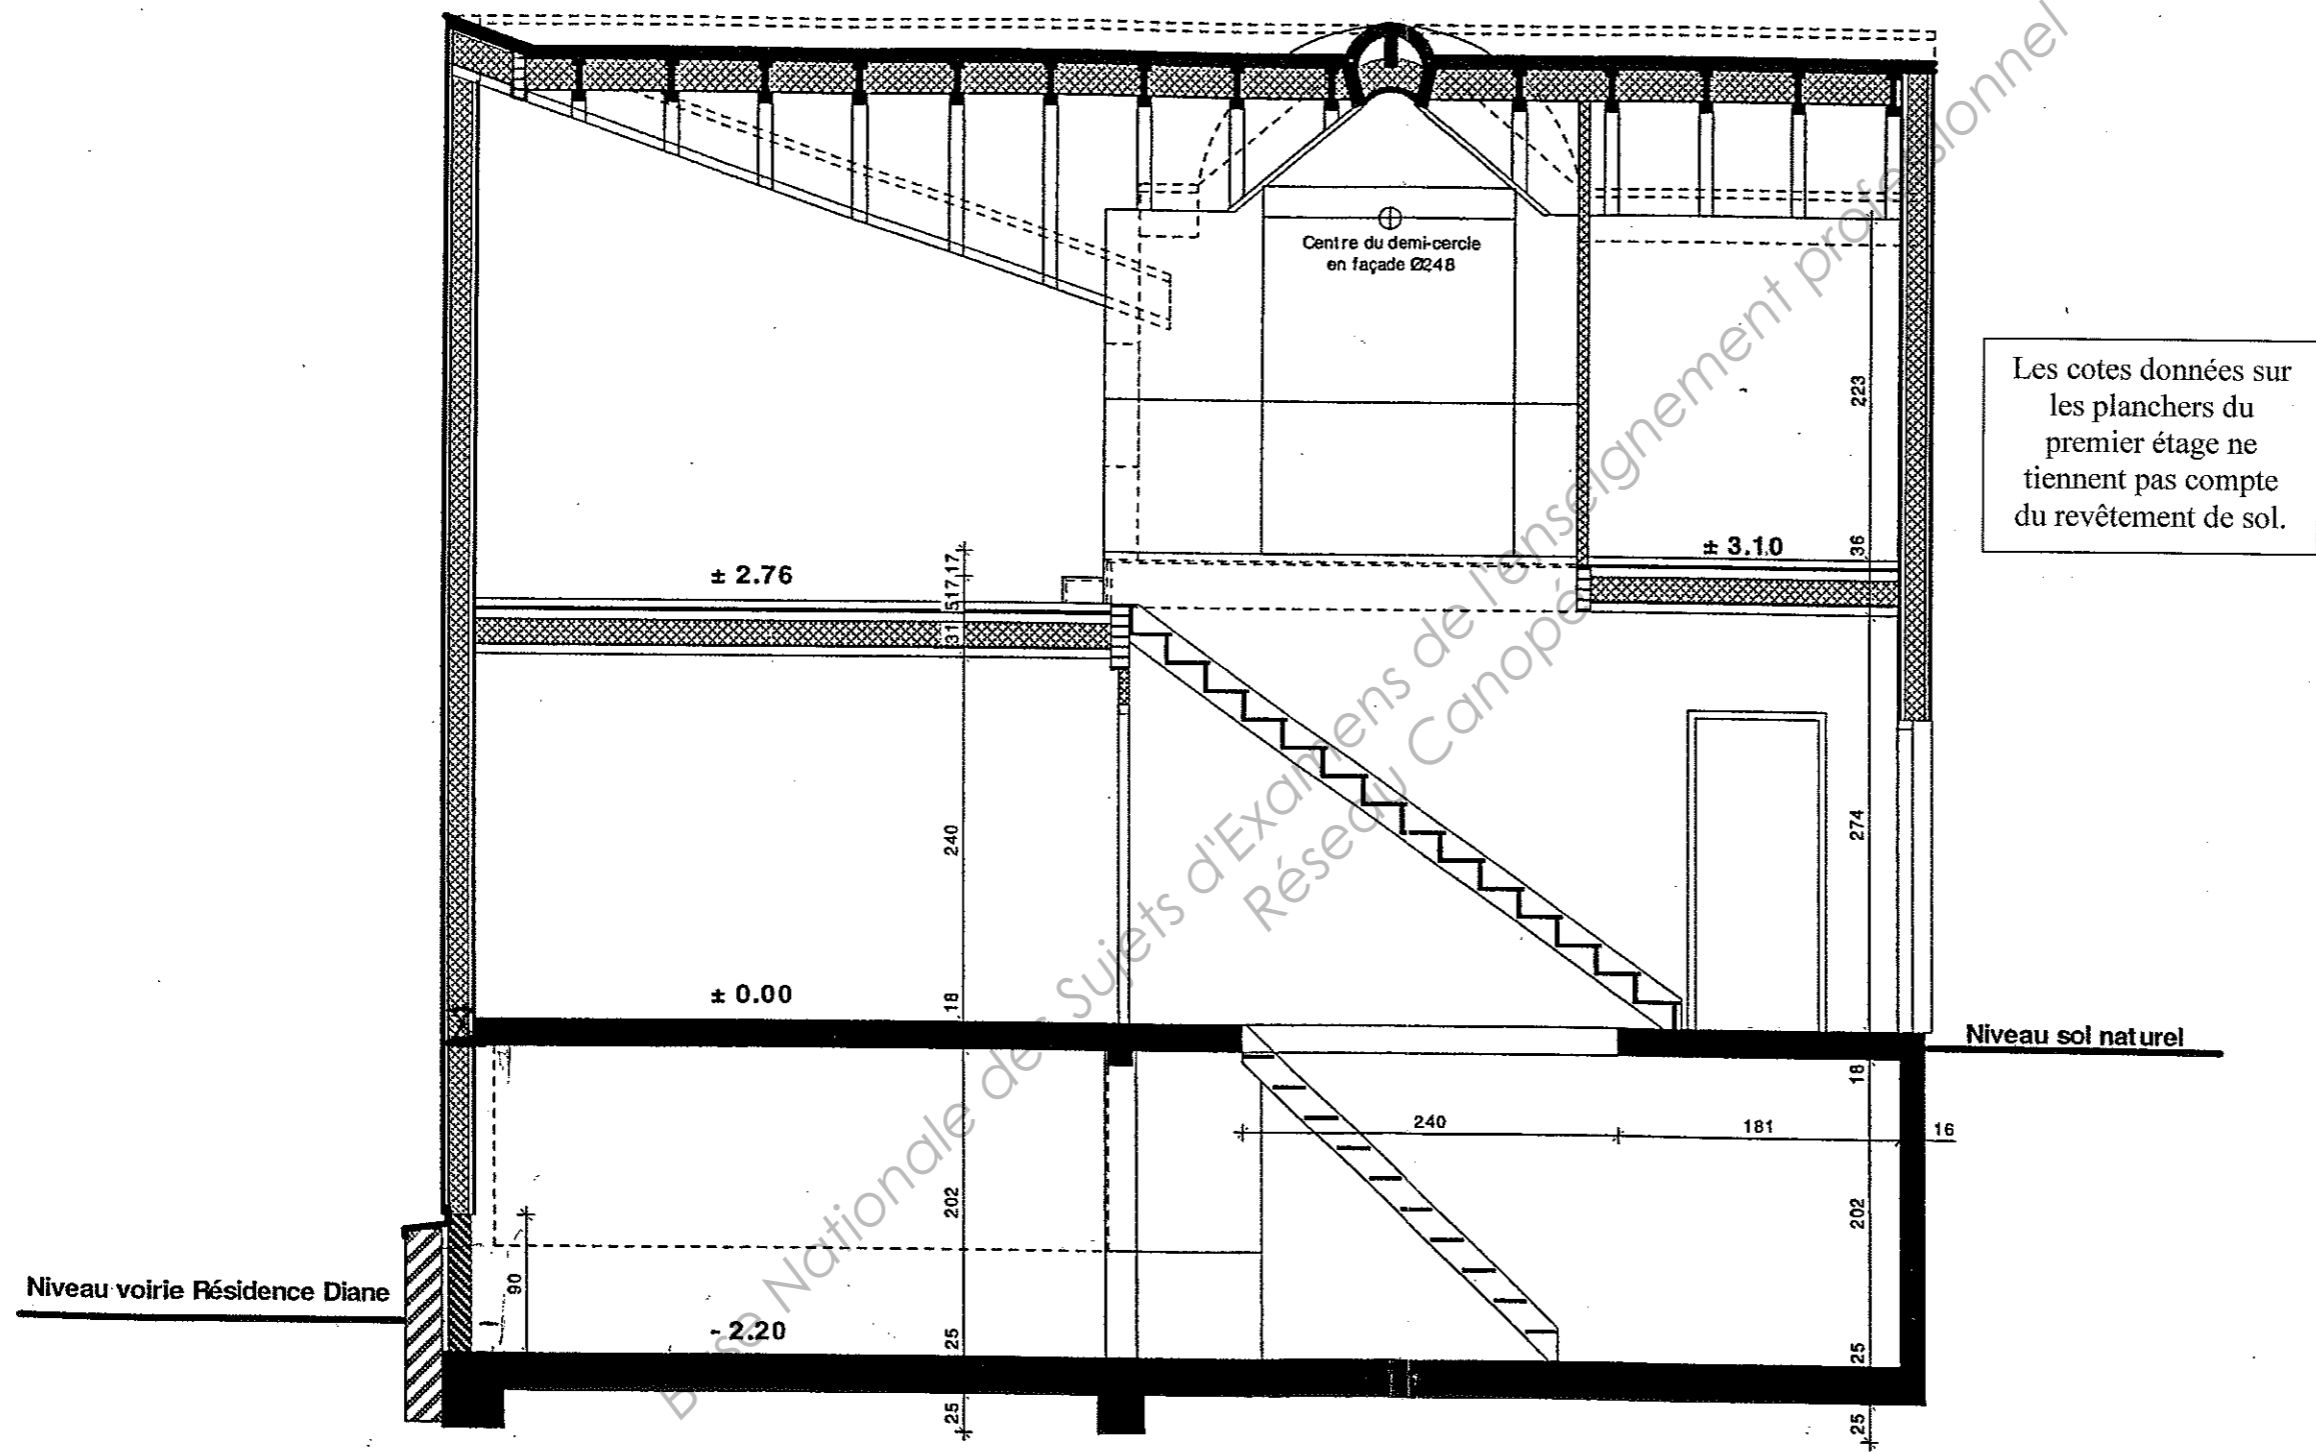 Centre du demi-cercle
en façade Ø248
Les cotes données sur
les planchers du
premier étage ne
tiennent pas compte
du revêtement de sol.
223
± 3.10
36
± 2.76
17
17
5
31
240
274
± 0.00
18
Niveau sol naturel
18
240
181
16
202
202
90
Niveau voirie Résidence Diane
- 2.20
25
25
25
25
Base Nationale des Sujets d'Examens de l'enseignement professionnel
Réseau Canopé